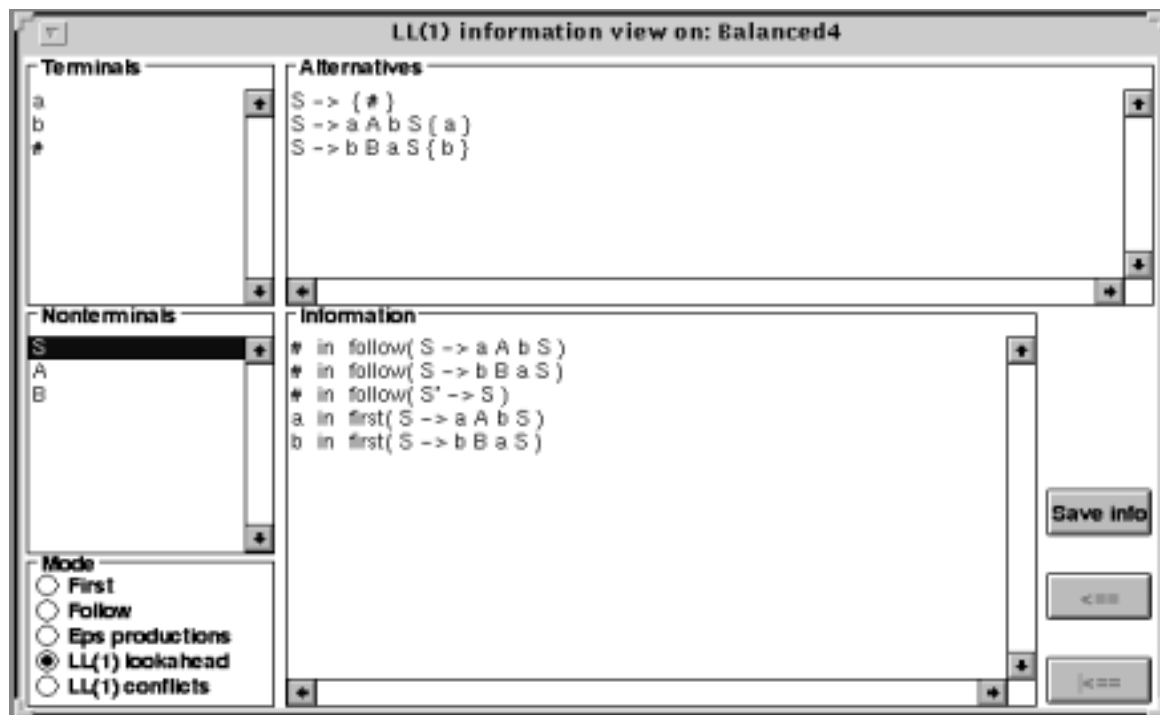 LL(1) information view on: Balanced4
Terminals
a
b
#
Alternatives
S -> { # }
S -> a A b S { a }
S -> b B a S { b }
Nonterminals
S
A
B
Information
# in follow( S -> a A b S )
# in follow( S -> b B a S )
# in follow( S' -> S )
a in first( S -> a A b S )
b in first( S -> b B a S )
Mode
First
Follow
Eps productions
LL(1) lookahead
LL(1) conflicts
Save info
<==
|<==